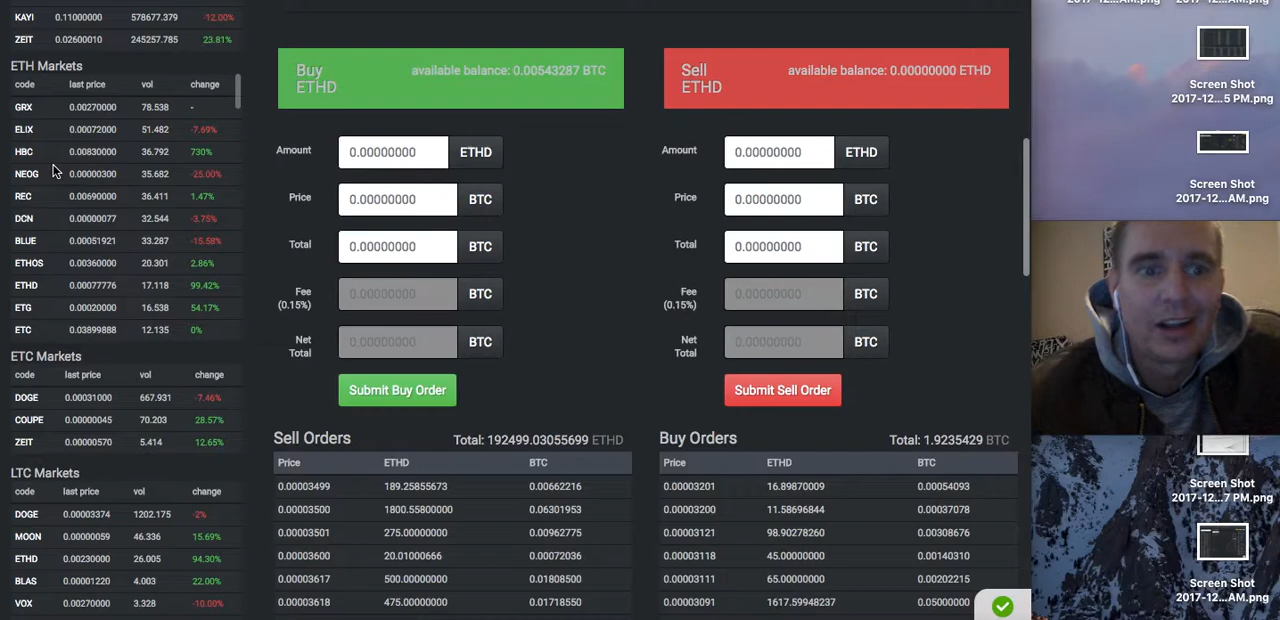 KAYI 0.11000000 578677.379 -12.00%
ZEIT 0.02600010 245257.785 23.81%
ETH Markets
code last price vol change
GRX 0.00270000 78.538 -
ELIX 0.00072000 51.482 -7.69%
HBC 0.00830000 36.792 730%
NEOG 0.00000300 35.682 -25.00%
REC 0.00690000 36.411 1.47%
DCN 0.00000077 32.544 -3.75%
BLUE 0.00051921 33.287 -15.58%
ETHOS 0.00360000 20.301 2.86%
ETHD 0.00077776 17.118 99.42%
ETG 0.00020000 16.538 54.17%
ETC 0.03899888 12.135 0%
ETC Markets
code last price vol change
DOGE 0.00031000 667.931 -7.46%
COUPE 0.00000045 70.203 28.57%
ZEIT 0.00000570 5.414 12.65%
LTC Markets
code last price vol change
DOGE 0.00003374 1202.175 -2%
MOON 0.00000059 46.336 15.69%
ETHD 0.00230000 26.005 94.30%
BLAS 0.00001220 4.003 22.00%
VOX 0.00270000 3.328 -10.00%
Buy
ETHD
available balance: 0.00543287 BTC
Amount 0.00000000 ETHD
Price 0.00000000 BTC
Total 0.00000000 BTC
Fee
(0.15%)
0.00000000 BTC
Net
Total
0.00000000 BTC
Submit Buy Order
Sell Orders Total: 192499.03055699 ETHD
Price ETHD BTC
0.00003499 189.25855673 0.00662216
0.00003500 1800.55800000 0.06301953
0.00003501 275.00000000 0.00962775
0.00003600 20.01000666 0.00072036
0.00003617 500.00000000 0.01808500
0.00003618 475.00000000 0.01718550
Sell
ETHD
available balance: 0.00000000 ETHD
Amount 0.00000000 ETHD
Price 0.00000000 BTC
Total 0.00000000 BTC
Fee
(0.15%)
0.00000000 BTC
Net
Total
0.00000000 BTC
Submit Sell Order
Buy Orders Total: 1.9235429 BTC
Price ETHD BTC
0.00003201 16.89870009 0.00054093
0.00003200 11.58696844 0.00037078
0.00003121 98.90278260 0.00308676
0.00003118 45.00000000 0.00140310
0.00003111 65.00000000 0.00202215
0.00003091 1617.59948237 0.05000000
Screen Shot
2017-12...5 PM.png
Screen Shot
2017-12...AM.png
Screen Shot
2017-12...7 PM.png
Screen Shot
2017-12...AM.png